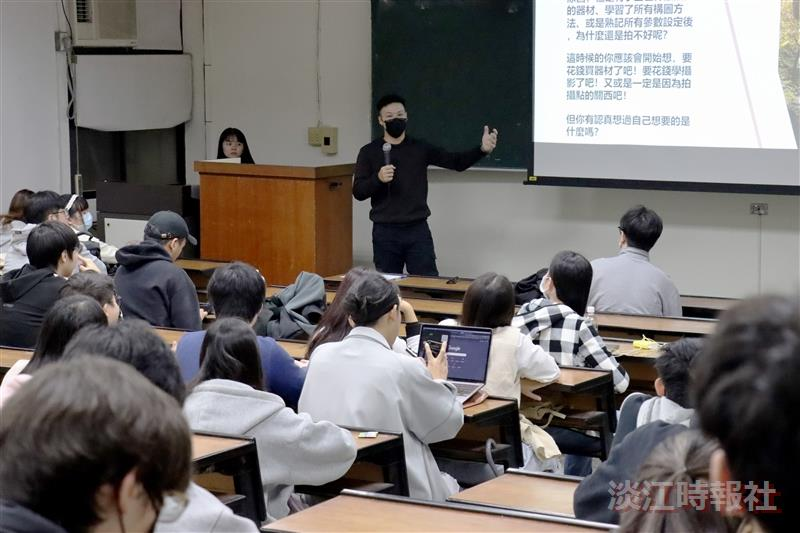 的器材、學習了所有構圖方
法、或是熟記所有參數設定後
，為什麼還是拍不好呢？
這時候的你應該會開始想，要
花錢買器材了吧！要花錢學攝
影了吧！又或是一定是因為拍
攝點的關西吧！
但你有認真想過自己想要的是
什麼嗎？
淡江時報社